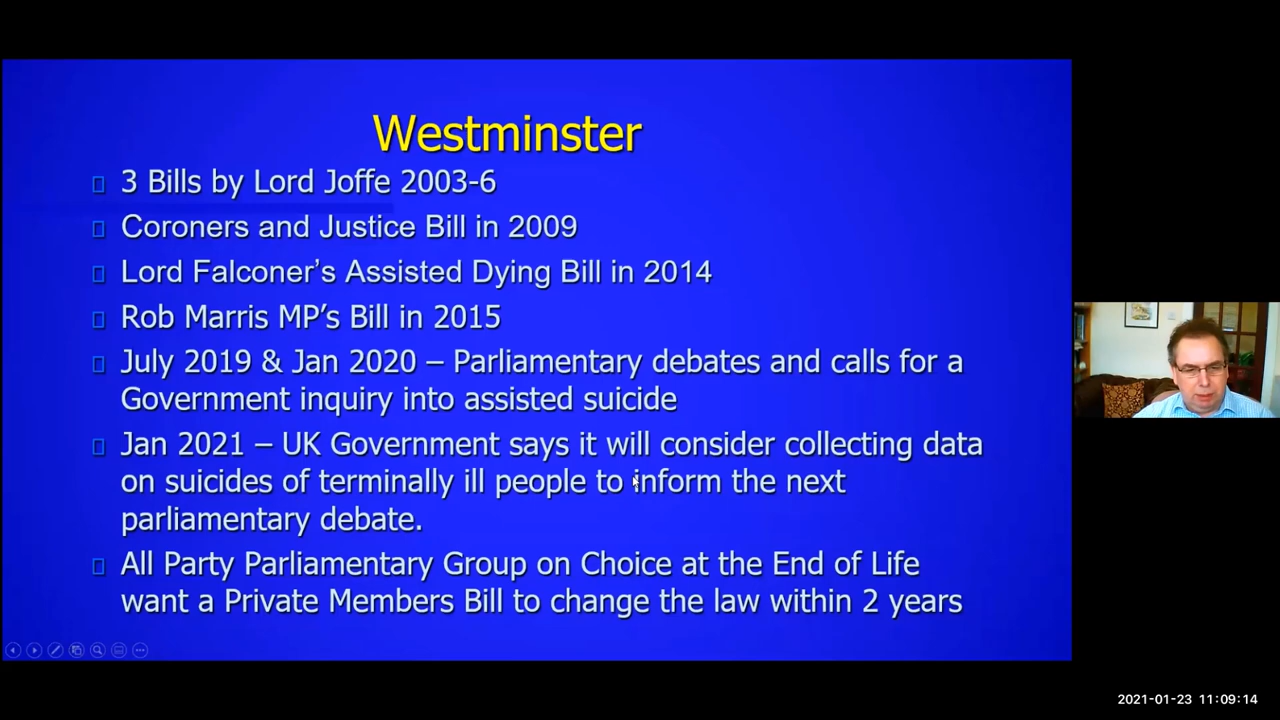 Westminster
3 Bills by Lord Joffe 2003-6
Coroners and Justice Bill in 2009
Lord Falconer’s Assisted Dying Bill in 2014
Rob Marris MP’s Bill in 2015
July 2019 & Jan 2020 – Parliamentary debates and calls for a
Government inquiry into assisted suicide
Jan 2021 – UK Government says it will consider collecting data
on suicides of terminally ill people to inform the next
parliamentary debate.
All Party Parliamentary Group on Choice at the End of Life
want a Private Members Bill to change the law within 2 years
2021-01-23 11:09:14